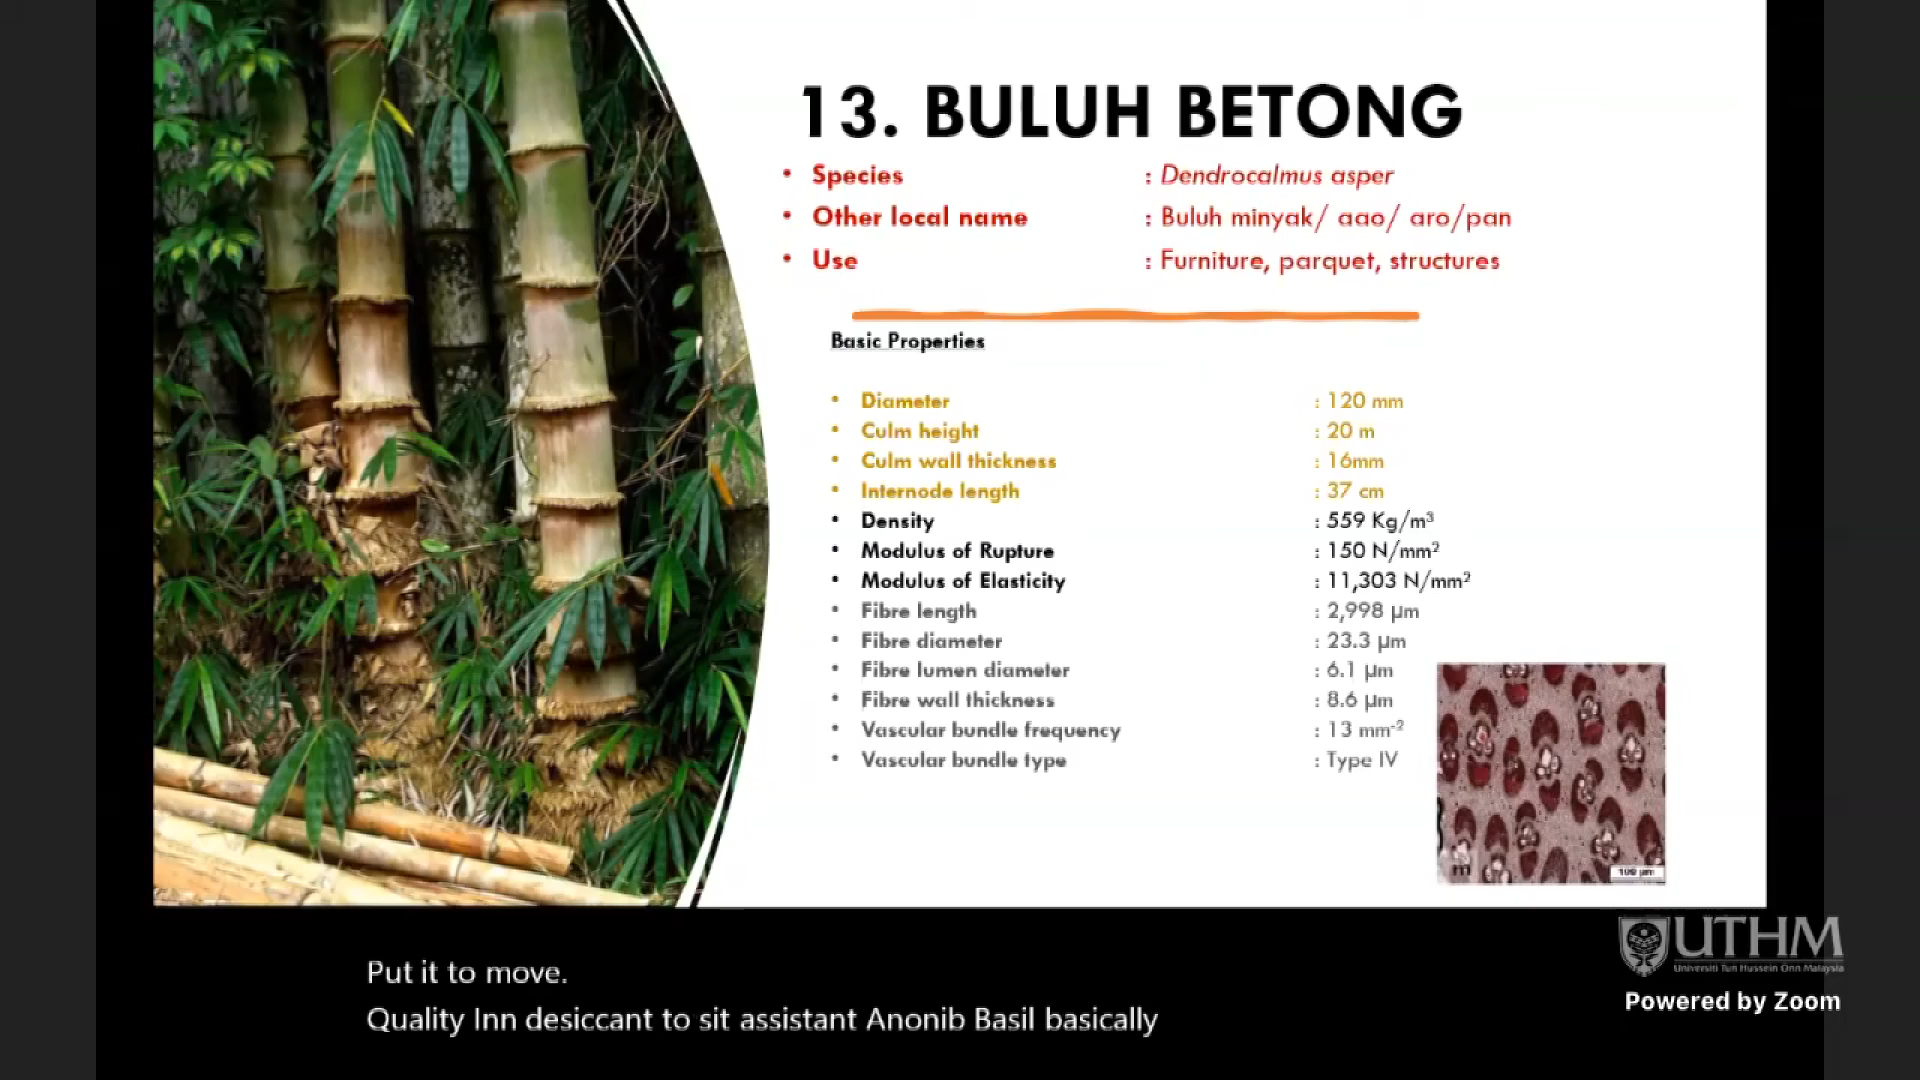 13. BULUH BETONG
• Species : Dendrocalmus asper
• Other local name : Buluh minyak/ aao/ aro/pan
• Use : Furniture, parquet, structures
Basic Properties
• Diameter : 120 mm
• Culm height : 20 m
• Culm wall thickness : 16mm
• Internode length : 37 cm
• Density : 559 Kg/m³
• Modulus of Rupture : 150 N/mm²
• Modulus of Elasticity : 11,303 N/mm²
• Fibre length : 2,998 µm
• Fibre diameter : 23.3 µm
• Fibre lumen diameter : 6.1 µm
• Fibre wall thickness : 8.6 µm
• Vascular bundle frequency : 13 mm⁻²
• Vascular bundle type : Type IV
m
100 µm
UTHM
Universiti Tun Hussein Onn Malaysia
Powered by Zoom
Put it to move.
Quality Inn desiccant to sit assistant Anonib Basil basically